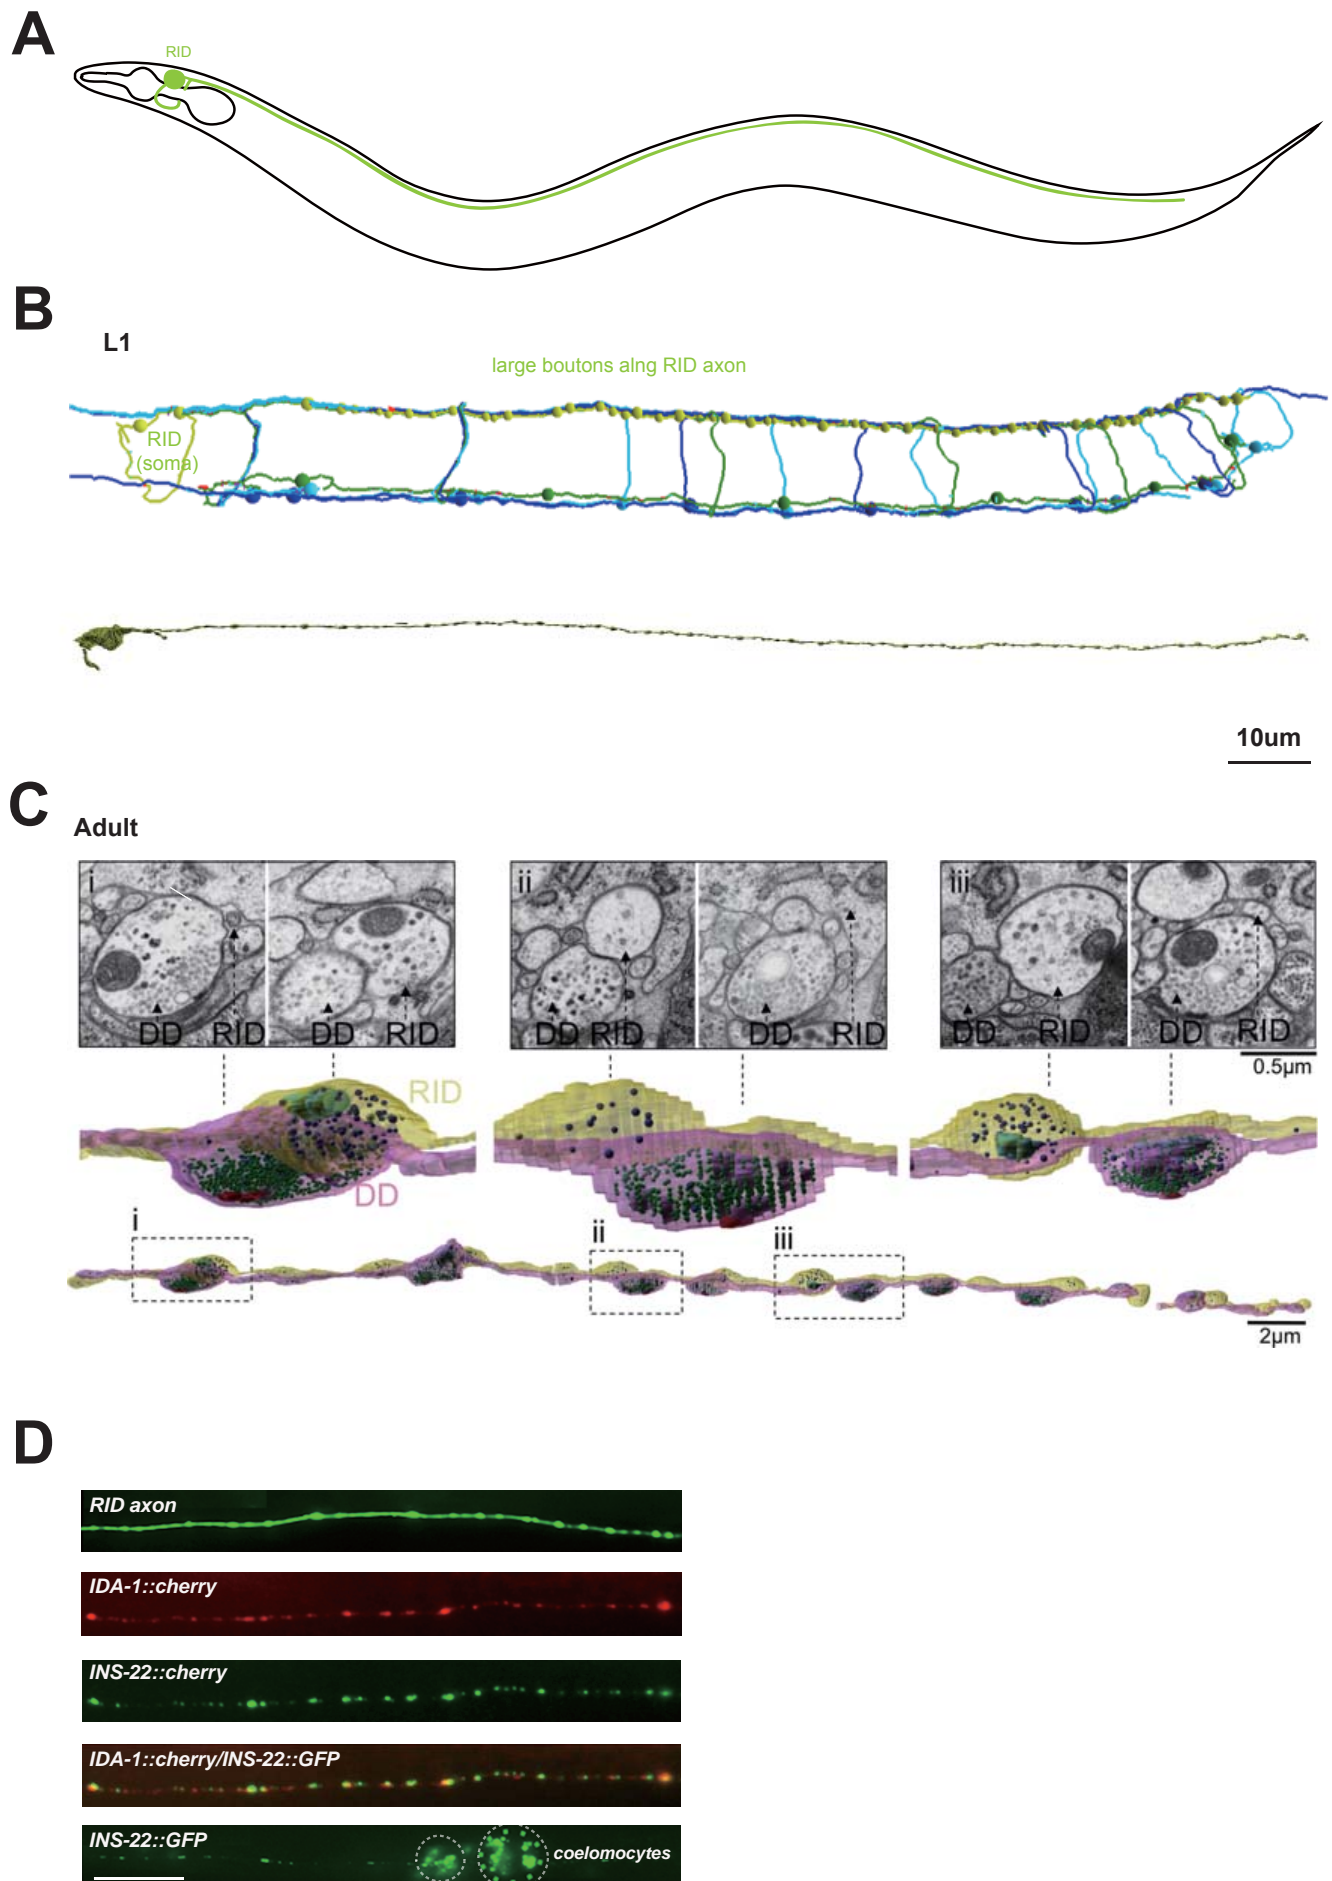 A
RID
B
L1
large boutons alng RID axon
RID
(soma)
10um
C
Adult
i
DD RID
DD RID
ii
DD RID
DD RID
iii
DD RID
DD RID
0.5μm
RID
DD
i
ii
iii
2μm
D
RID axon
IDA-1::cherry
INS-22::cherry
IDA-1::cherry/INS-22::GFP
INS-22::GFP
coelomocytes